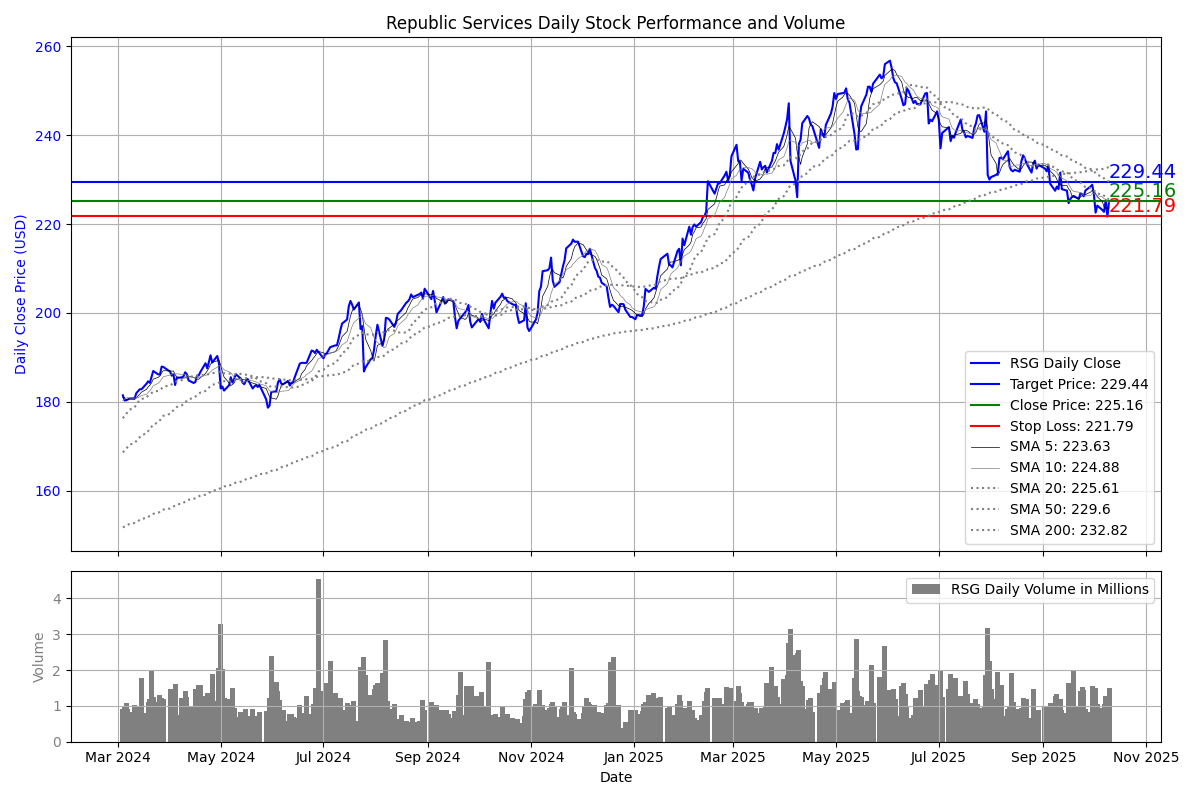 Republic Services Daily Stock Performance and Volume
Daily Close Price (USD)
260
240
220
200
180
160
229.44
225.16
221.79
RSG Daily Close
Target Price: 229.44
Close Price: 225.16
Stop Loss: 221.79
SMA 5: 223.63
SMA 10: 224.88
SMA 20: 225.61
SMA 50: 229.6
SMA 200: 232.82
Volume
4
3
2
1
0
RSG Daily Volume in Millions
Mar 2024 May 2024 Jul 2024 Sep 2024 Nov 2024 Jan 2025 Mar 2025 May 2025 Jul 2025 Sep 2025 Nov 2025
Date